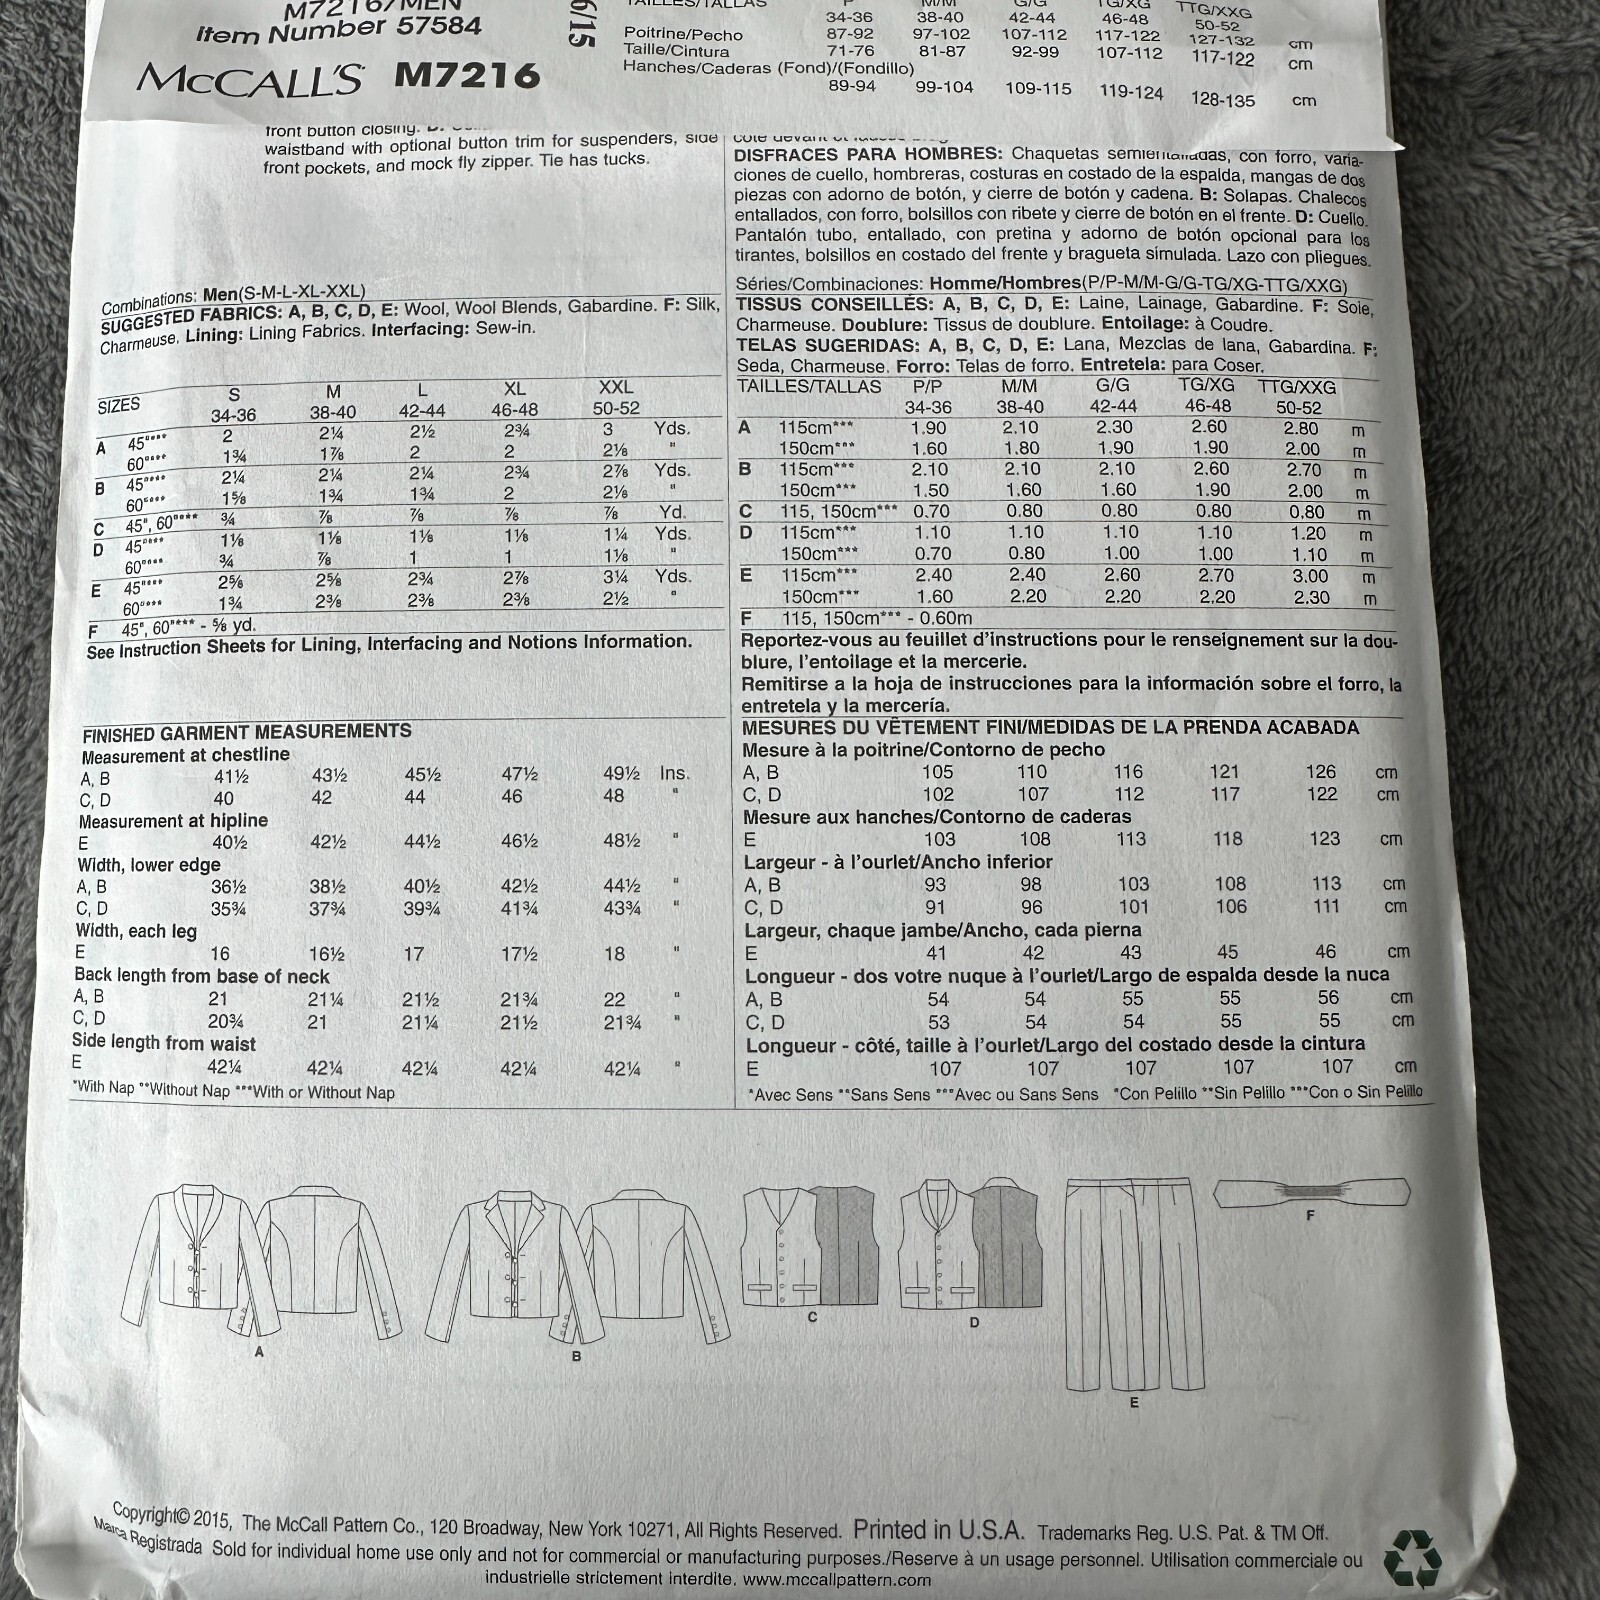 M7216/MEN
Item Number 57584
McCALL'S M7216
6/15
TAILLES/TALLAS P M/M G/G TG/XG TTG/XXG
34-36 38-40 42-44 46-48 50-52
Poitrine/Pecho 87-92 97-102 107-112 117-122 127-132 cm
Taille/Cintura 71-76 81-87 92-99 107-112 117-122 cm
Hanches/Caderas (Fond)/(Fondillo)
89-94 99-104 109-115 119-124 128-135 cm
front button closing. D:
waistband with optional button trim for suspenders, side
front pockets, and mock fly zipper. Tie has tucks.
Combinations: Men(S-M-L-XL-XXL)
SUGGESTED FABRICS: A, B, C, D, E: Wool, Wool Blends, Gabardine. F: Silk,
Charmeuse. Lining: Lining Fabrics. Interfacing: Sew-in.
SIZES S M L XL XXL
34-36 38-40 42-44 46-48 50-52
A 45"*** 2 2¼ 2½ 2¾ 3 Yds.
60"*** 1¾ 1⅞ 2 2 2⅛ "
B 45"*** 2¼ 2¼ 2¼ 2¾ 2⅞ Yds.
60"*** 1⅝ 1¾ 1¾ 2 2⅛ "
C 45", 60"*** ¾ ⅞ ⅞ ⅞ ⅞ Yd.
D 45"*** 1⅛ 1⅛ 1⅛ 1⅛ 1¼ Yds.
60"*** ¾ ⅞ 1 1 1⅛ "
E 45"*** 2⅝ 2⅝ 2¾ 2⅞ 3¼ Yds.
60"*** 1¾ 2⅜ 2⅜ 2⅜ 2½ "
F 45", 60"*** - ⅝ yd.
See Instruction Sheets for Lining, Interfacing and Notions Information.
FINISHED GARMENT MEASUREMENTS
Measurement at chestline
A, B 41½ 43½ 45½ 47½ 49½ Ins.
C, D 40 42 44 46 48 "
Measurement at hipline
E 40½ 42½ 44½ 46½ 48½ "
Width, lower edge
A, B 36½ 38½ 40½ 42½ 44½ "
C, D 35¾ 37¾ 39¾ 41¾ 43¾ "
Width, each leg
E 16 16½ 17 17½ 18 "
Back length from base of neck
A, B 21 21¼ 21½ 21¾ 22 "
C, D 20¾ 21 21¼ 21½ 21¾ "
Side length from waist
E 42¼ 42¼ 42¼ 42¼ 42¼ "
*With Nap **Without Nap ***With or Without Nap
côté devant et
DISFRACES PARA HOMBRES: Chaquetas semientalladas, con forro, varia-
ciones de cuello, hombreras, costuras en costado de la espalda, mangas de dos
piezas con adorno de botón, y cierre de botón y cadena. B: Solapas. Chalecos
entallados, con forro, bolsillos con ribete y cierre de botón en el frente. D: Cuello.
Pantalón tubo, entallado, con pretina y adorno de botón opcional para los
tirantes, bolsillos en costado del frente y bragueta simulada. Lazo con pliegues.
Séries/Combinaciones: Homme/Hombres(P/P-M/M-G/G-TG/XG-TTG/XXG)
TISSUS CONSEILLÉS: A, B, C, D, E: Laine, Lainage, Gabardine. F: Soie,
Charmeuse. Doublure: Tissus de doublure. Entoilage: à Coudre.
TELAS SUGERIDAS: A, B, C, D, E: Lana, Mezclas de lana, Gabardina. F:
Seda, Charmeuse. Forro: Telas de forro. Entretela: para Coser.
TAILLES/TALLAS P/P M/M G/G TG/XG TTG/XXG
34-36 38-40 42-44 46-48 50-52
A 115cm*** 1.90 2.10 2.30 2.60 2.80 m
150cm*** 1.60 1.80 1.90 1.90 2.00 m
B 115cm*** 2.10 2.10 2.10 2.60 2.70 m
150cm*** 1.50 1.60 1.60 1.90 2.00 m
C 115, 150cm*** 0.70 0.80 0.80 0.80 0.80 m
D 115cm*** 1.10 1.10 1.10 1.10 1.20 m
150cm*** 0.70 0.80 1.00 1.00 1.10 m
E 115cm*** 2.40 2.40 2.60 2.70 3.00 m
150cm*** 1.60 2.20 2.20 2.20 2.30 m
F 115, 150cm*** - 0.60m
Reportez-vous au feuillet d'instructions pour le renseignement sur la dou-
blure, l'entoilage et la mercerie.
Remitirse a la hoja de instrucciones para la información sobre el forro, la
entretela y la mercería.
MESURES DU VÊTEMENT FINI/MEDIDAS DE LA PRENDA ACABADA
Mesure à la poitrine/Contorno de pecho
A, B 105 110 116 121 126 cm
C, D 102 107 112 117 122 cm
Mesure aux hanches/Contorno de caderas
E 103 108 113 118 123 cm
Largeur - à l'ourlet/Ancho inferior
A, B 93 98 103 108 113 cm
C, D 91 96 101 106 111 cm
Largeur, chaque jambe/Ancho, cada pierna
E 41 42 43 45 46 cm
Longueur - dos votre nuque à l'ourlet/Largo de espalda desde la nuca
A, B 54 54 55 55 56 cm
C, D 53 54 54 55 55 cm
Longueur - côté, taille à l'ourlet/Largo del costado desde la cintura
E 107 107 107 107 107 cm
*Avec Sens **Sans Sens ***Avec ou Sans Sens *Con Pelillo **Sin Pelillo ***Con o Sin Pelillo
A
B
C
D
E
F
Copyright© 2015, The McCall Pattern Co., 120 Broadway, New York 10271, All Rights Reserved. Printed in U.S.A. Trademarks Reg. U.S. Pat. & TM Off.
Marca Registrada Sold for individual home use only and not for commercial or manufacturing purposes./Reserve à un usage personnel. Utilisation commerciale ou
industrielle strictement interdite. www.mccallpattern.com